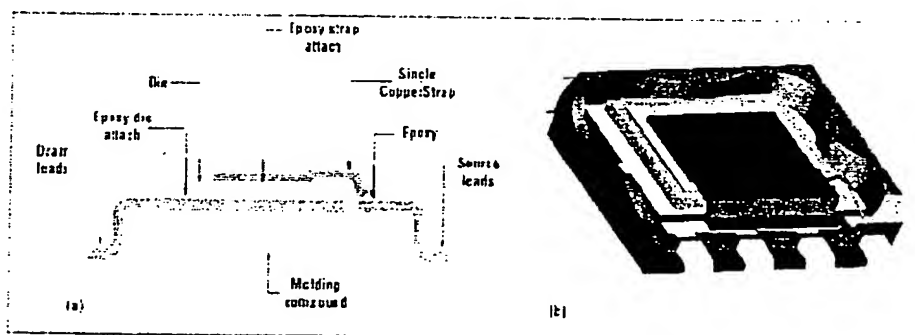 Epoxy strap
attach
Die
Single
Copper Strap
Epoxy die
attach
Epoxy
Drain
leads
Source
leads
Molding
compound
(a)
(b)